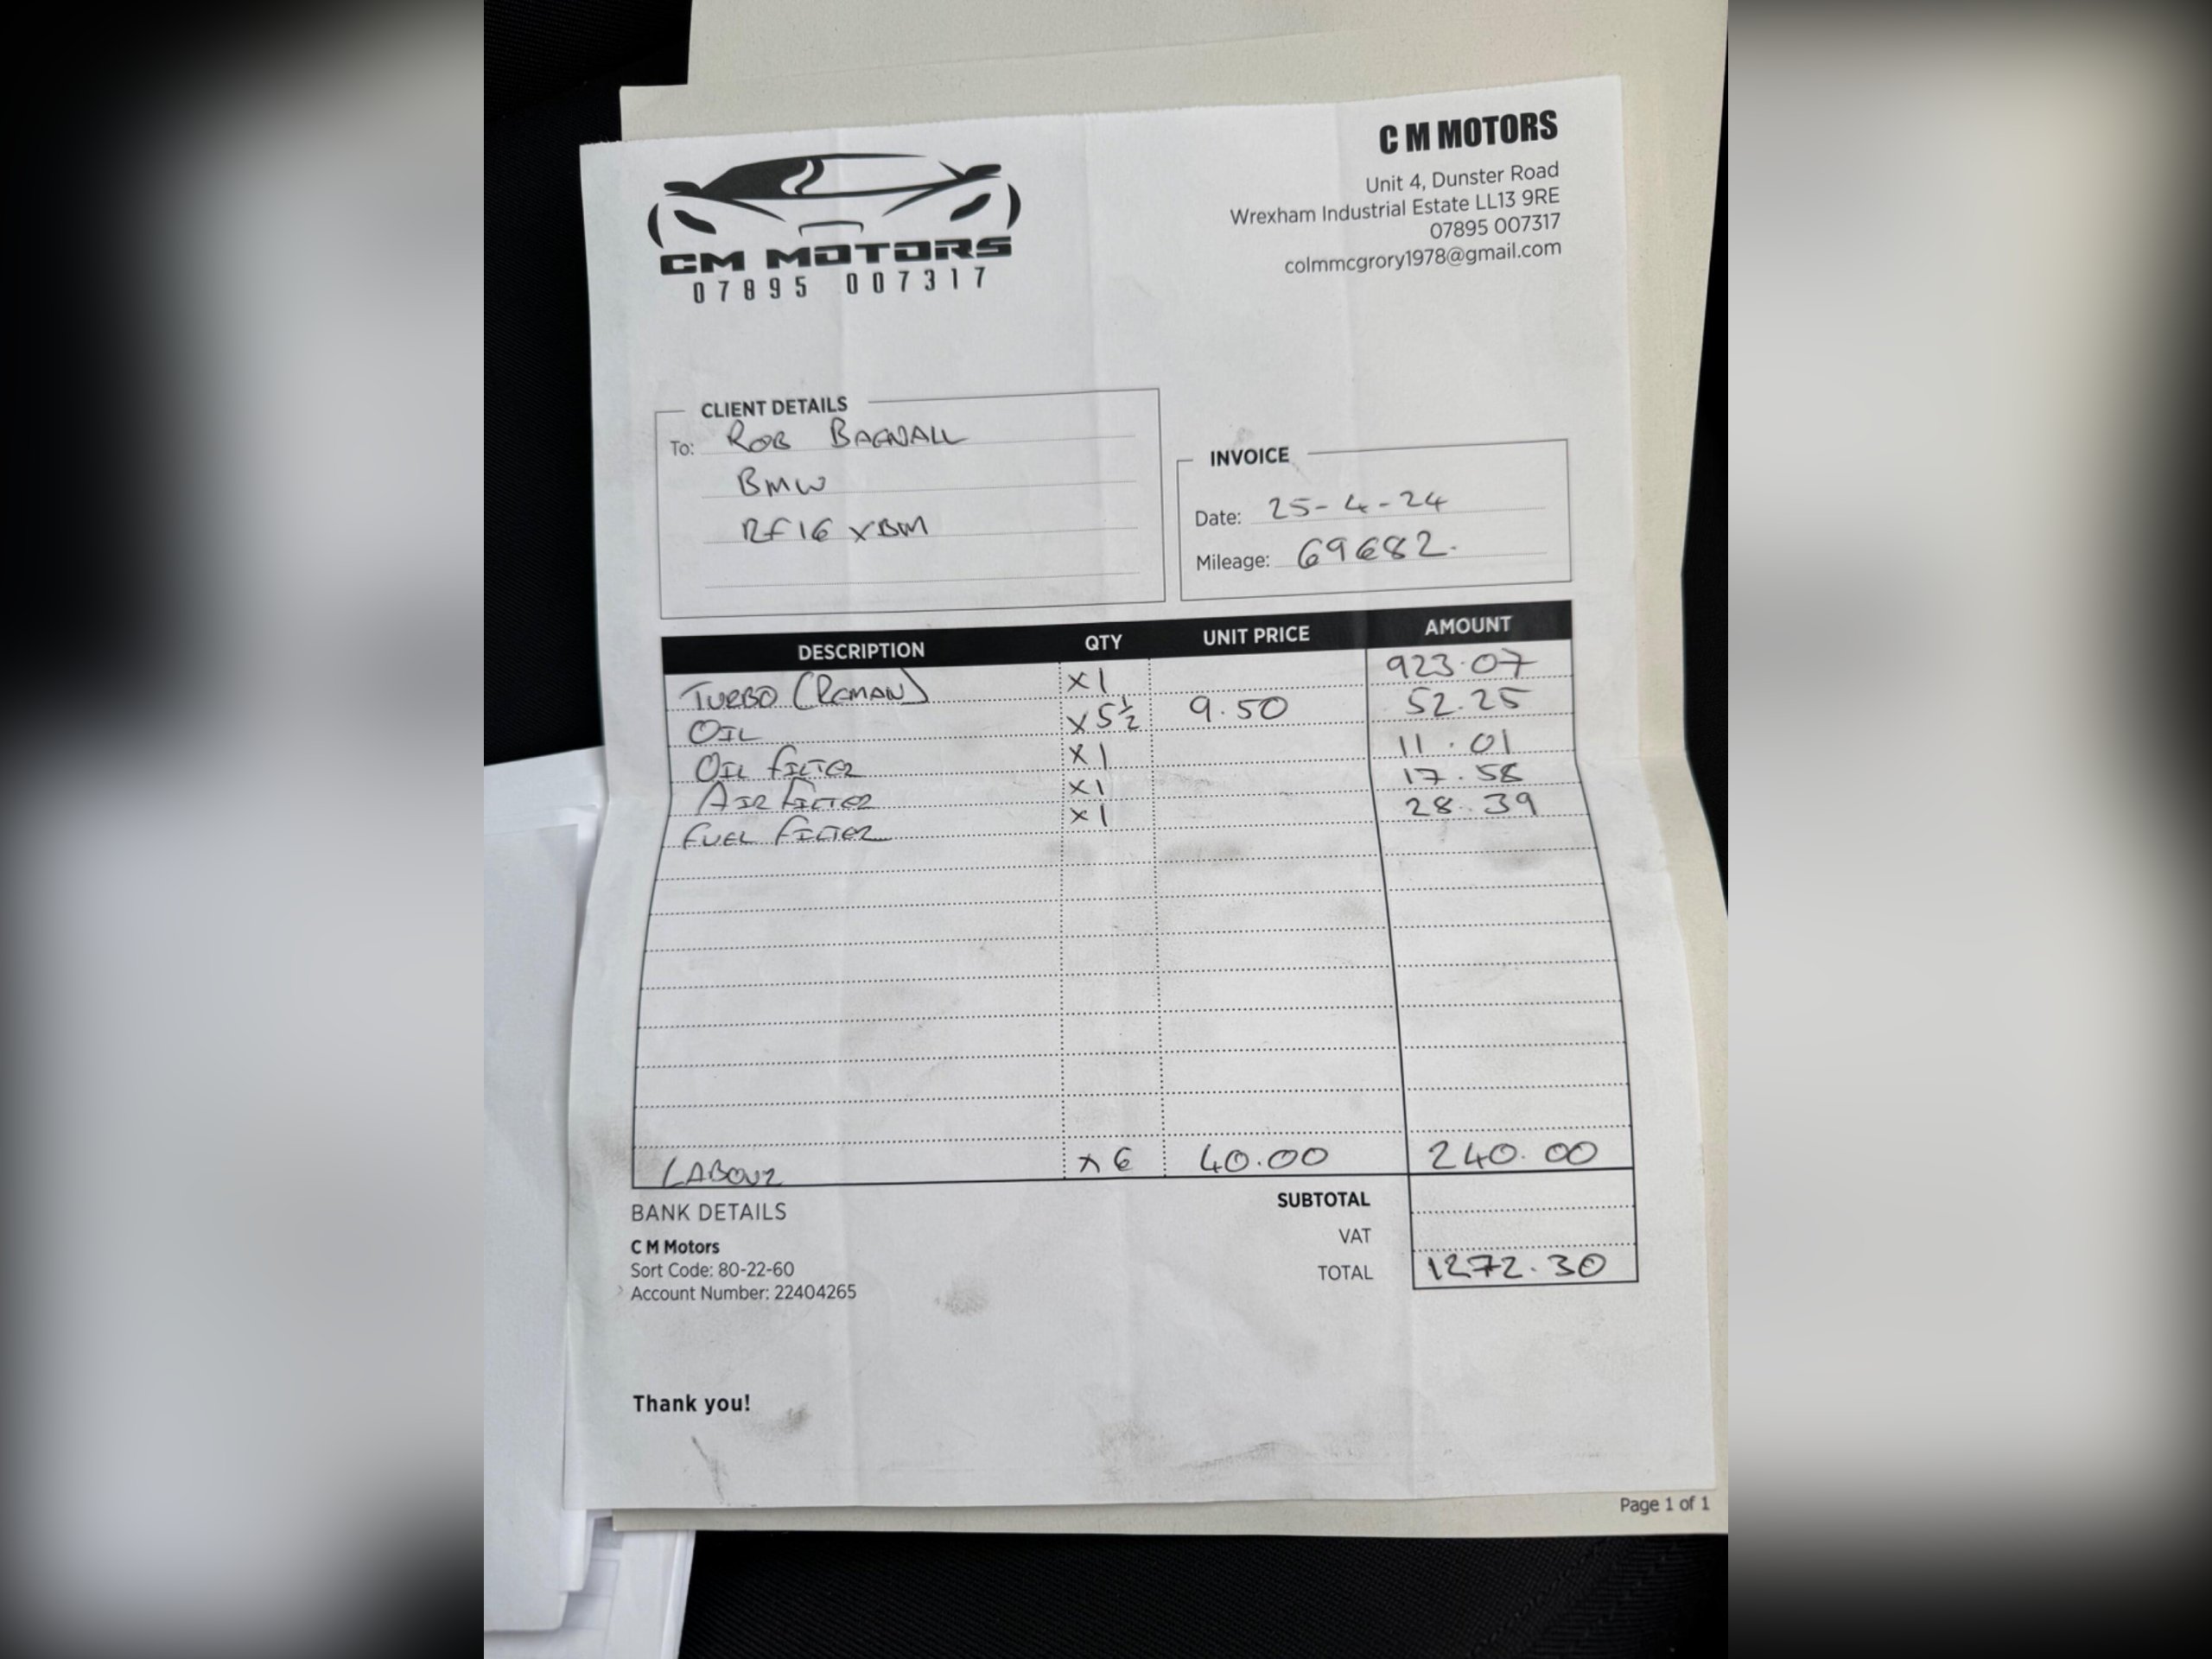 CM MOTORS
07895 007317
C M MOTORS
Unit 4, Dunster Road
Wrexham Industrial Estate LL13 9RE
07895 007317
colmmcgrory1978@gmail.com
CLIENT DETAILS
To: ROB BAGNALL
BMW
RF16 XBM
INVOICE
Date: 25-4-24
Mileage: 69682.
DESCRIPTION QTY UNIT PRICE AMOUNT
TURBO (REMAN) X1 923.07
OIL X5½ 9.50 52.25
OIL FILTER X1 11.01
AIR FILTER X1 17.58
FUEL FILTER X1 28.39
LABOUR X6 40.00 240.00
SUBTOTAL
VAT
TOTAL 1272.30
BANK DETAILS
C M Motors
Sort Code: 80-22-60
Account Number: 22404265
Thank you!
Page 1 of 1